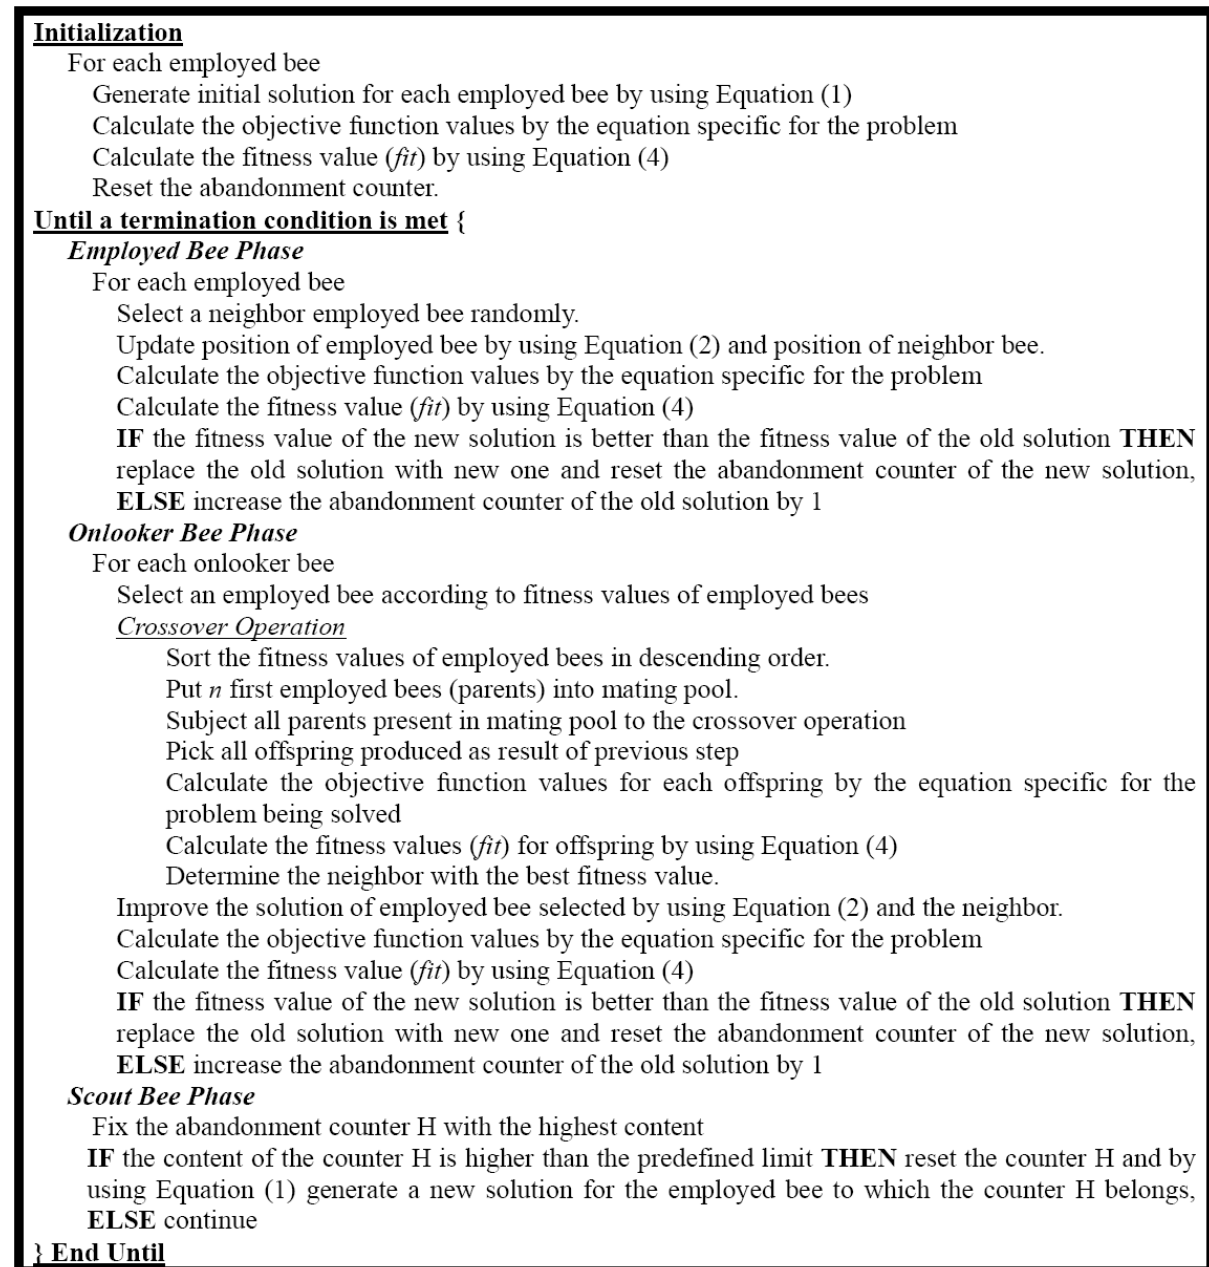 Initialization
For each employed bee
Generate initial solution for each employed bee by using Equation (1)
Calculate the objective function values by the equation specific for the problem
Calculate the fitness value (fit) by using Equation (4)
Reset the abandonment counter.
Until a termination condition is met {
Employed Bee Phase
For each employed bee
Select a neighbor employed bee randomly.
Update position of employed bee by using Equation (2) and position of neighbor bee.
Calculate the objective function values by the equation specific for the problem
Calculate the fitness value (fit) by using Equation (4)
IF the fitness value of the new solution is better than the fitness value of the old solution THEN
replace the old solution with new one and reset the abandonment counter of the new solution,
ELSE increase the abandonment counter of the old solution by 1
Onlooker Bee Phase
For each onlooker bee
Select an employed bee according to fitness values of employed bees
Crossover Operation
Sort the fitness values of employed bees in descending order.
Put n first employed bees (parents) into mating pool.
Subject all parents present in mating pool to the crossover operation
Pick all offspring produced as result of previous step
Calculate the objective function values for each offspring by the equation specific for the
problem being solved
Calculate the fitness values (fit) for offspring by using Equation (4)
Determine the neighbor with the best fitness value.
Improve the solution of employed bee selected by using Equation (2) and the neighbor.
Calculate the objective function values by the equation specific for the problem
Calculate the fitness value (fit) by using Equation (4)
IF the fitness value of the new solution is better than the fitness value of the old solution THEN
replace the old solution with new one and reset the abandonment counter of the new solution,
ELSE increase the abandonment counter of the old solution by 1
Scout Bee Phase
Fix the abandonment counter H with the highest content
IF the content of the counter H is higher than the predefined limit THEN reset the counter H and by
using Equation (1) generate a new solution for the employed bee to which the counter H belongs,
ELSE continue
} End Until